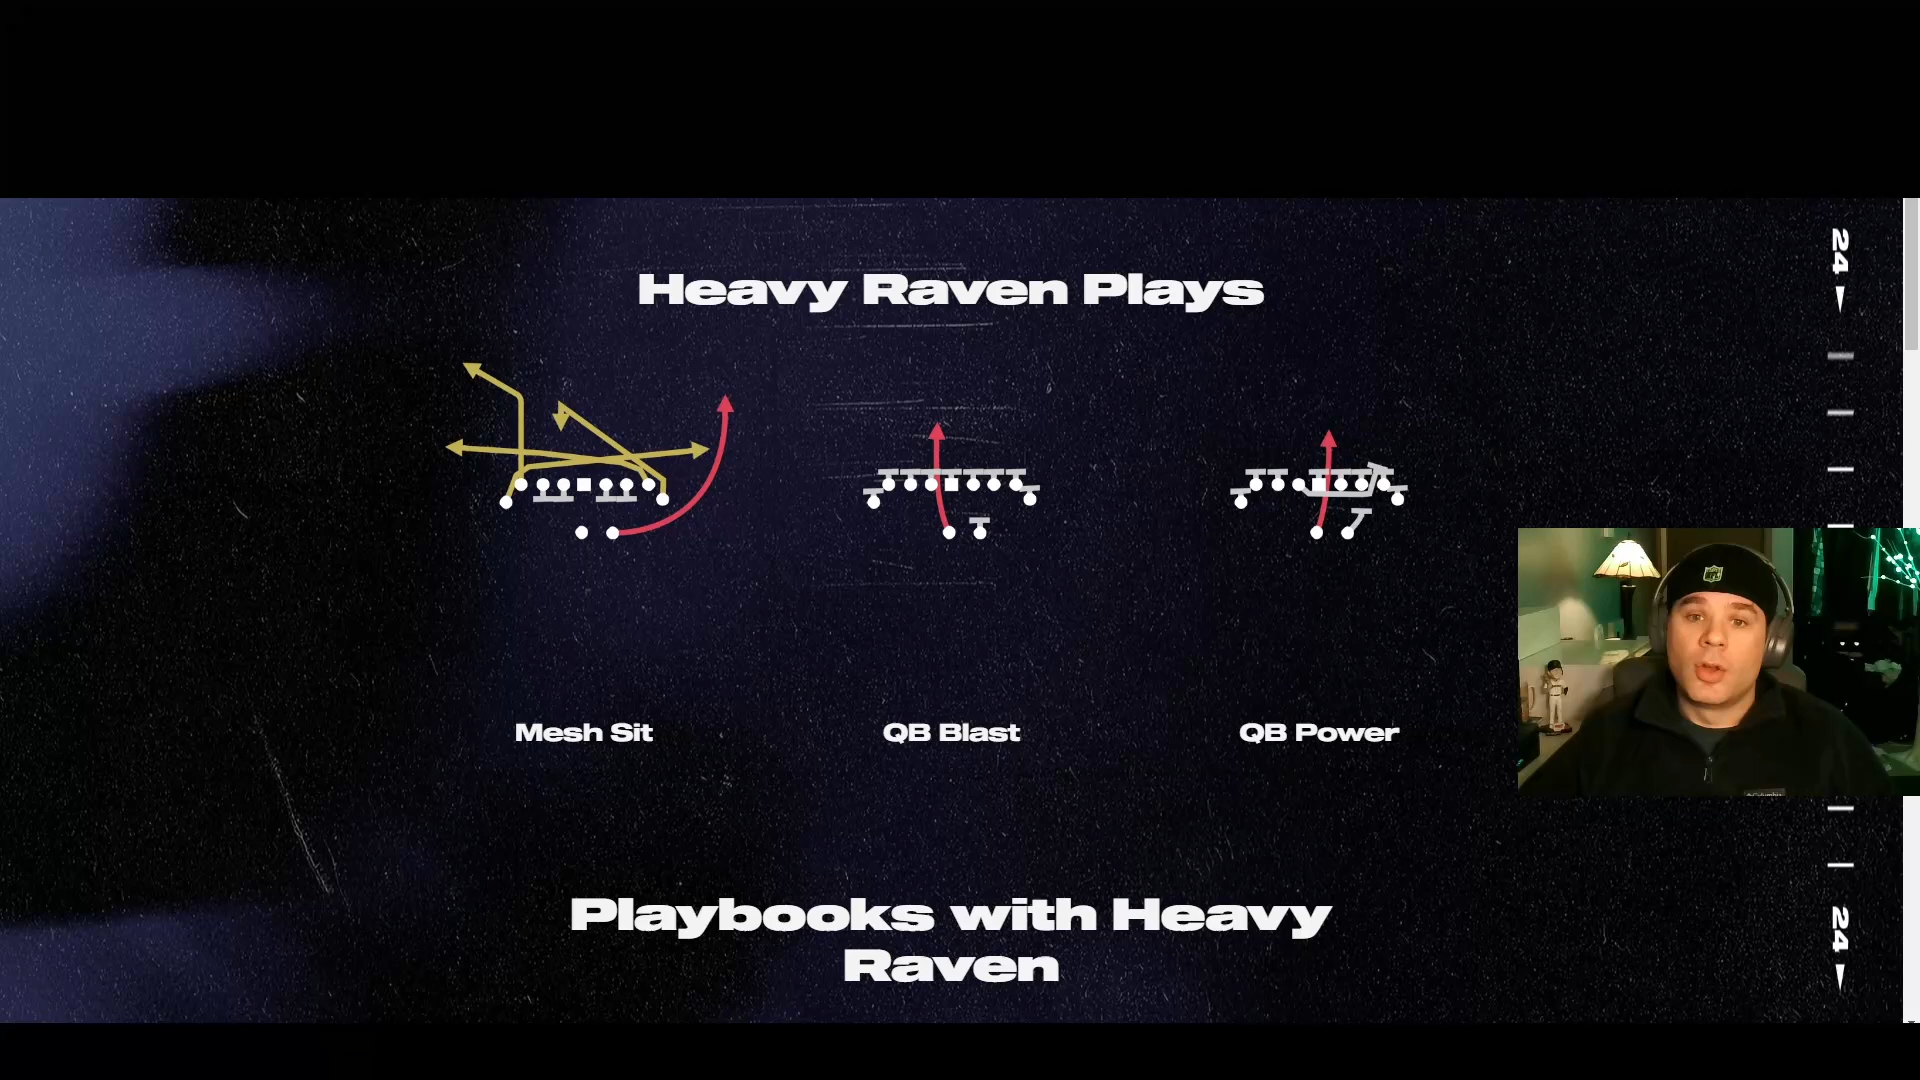 24
Heavy Raven Plays
Mesh Sit
QB Blast
QB Power
Playbooks with Heavy
Raven
24